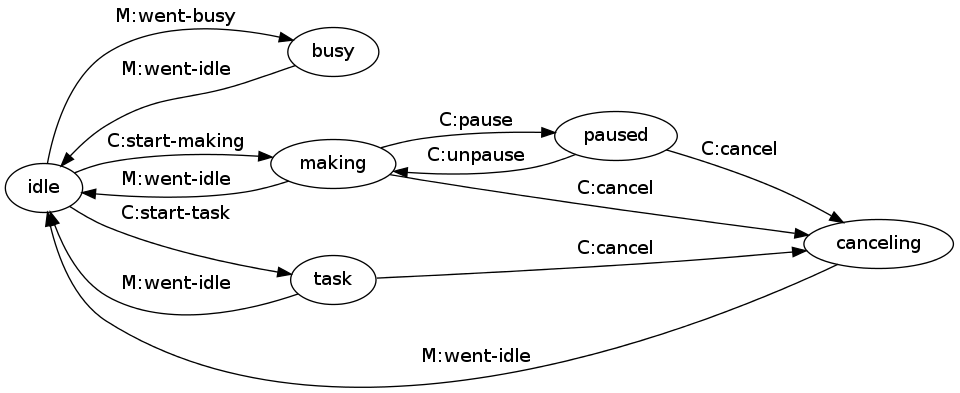 M:went-busy
busy
M:went-idle
C:start-making
C:pause
paused
C:cancel
making
C:unpause
M:went-idle
idle
C:cancel
C:start-task
canceling
C:cancel
task
M:went-idle
M:went-idle